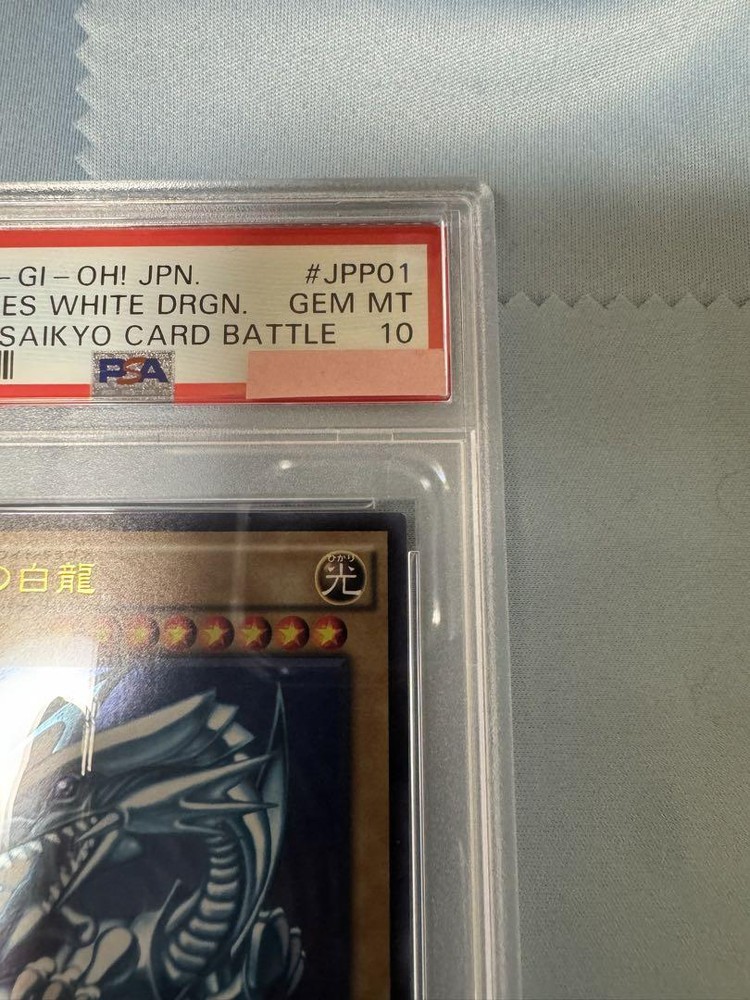 -GI-OH! JPN. #JPP01
ES WHITE DRGN. GEM MT
SAIKYO CARD BATTLE 10
PSA
の白龍
ひかり
光